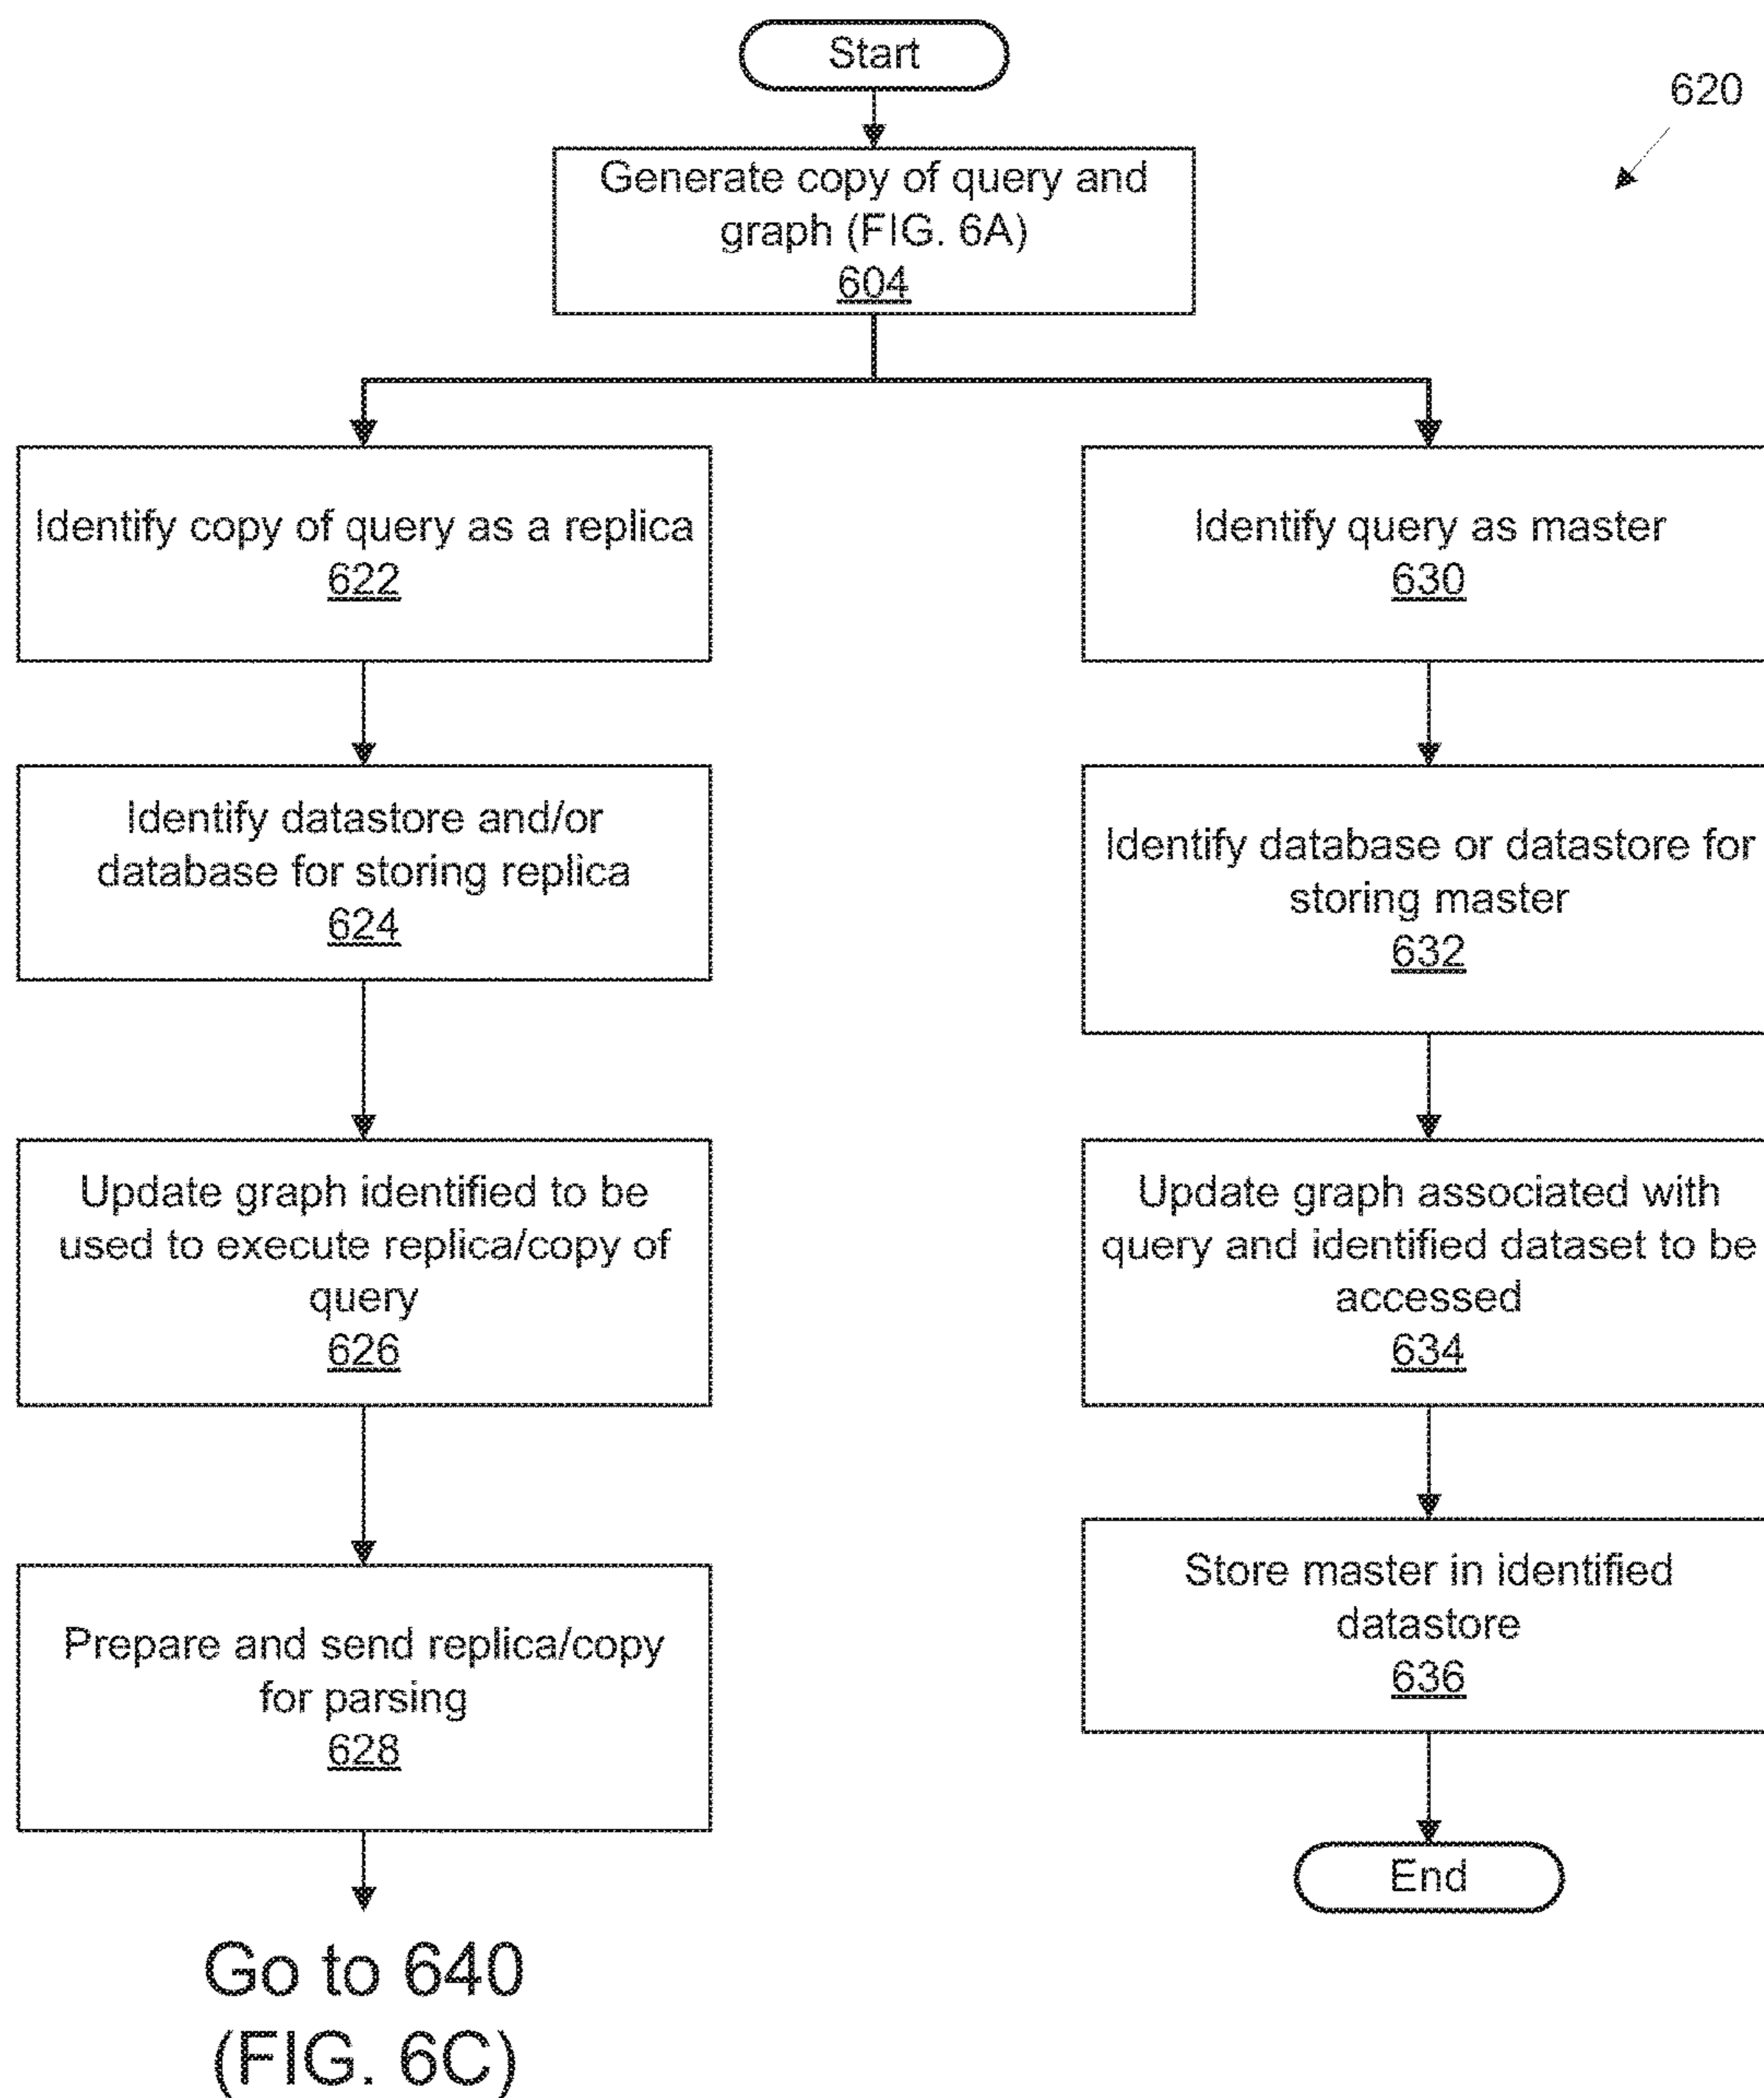 Start
620
Generate copy of query and
graph (FIG. 6A)
604
Identify copy of query as a replica
622
Identify datastore and/or
database for storing replica
624
Update graph identified to be
used to execute replica/copy of
query
626
Prepare and send replica/copy
for parsing
628
Go to 640
(FIG. 6C)
Identify query as master
630
Identify database or datastore for
storing master
632
Update graph associated with
query and identified dataset to be
accessed
634
Store master in identified
datastore
636
End